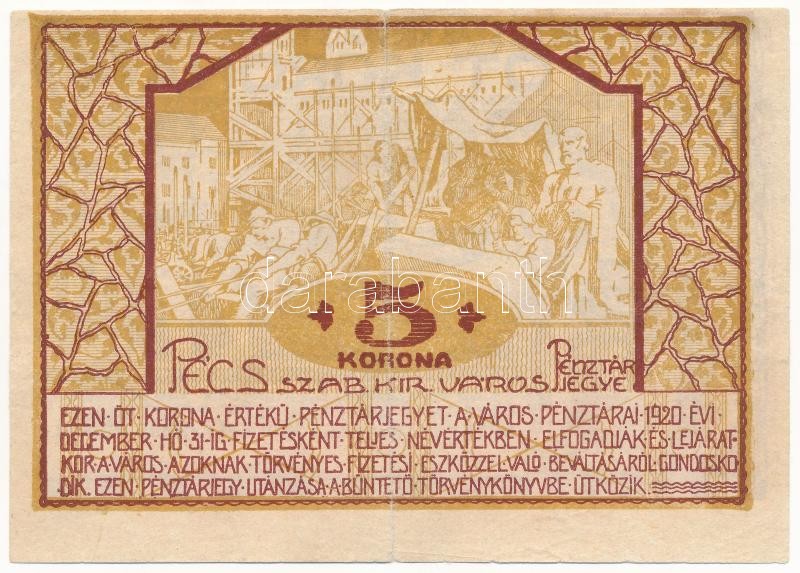 darabanth
5
KORONA
PÉCS SZAB. KIR. VAROS PÉNZTÁR
JEGYE
EZEN · ÖT · KORONA · ÉRTÉKŰ · PÉNZTÁRJEGYET · A · VÁROS · PÉNZTÁRAI · 1920 · ÉVI ·
DECEMBER · HÓ · 31-IG · FIZETÉSKÉNT · TELJES · NÉVÉRTÉKBEN · ELFOGADJÁK · ÉS · LEJÁRAT-
KOR · A · VÁROS · AZOKNAK · TÖRVÉNYES · FIZETÉSI · ESZKÖZZEL · VALÓ · BEVÁLTÁSÁRÓL · GONDOSKO-
DIK. EZEN · PÉNZTÁRJEGY · UTÁNZÁSA · A · BÜNTETŐ · TÖRVÉNYKÖNYVBE · ÜTKÖZIK.